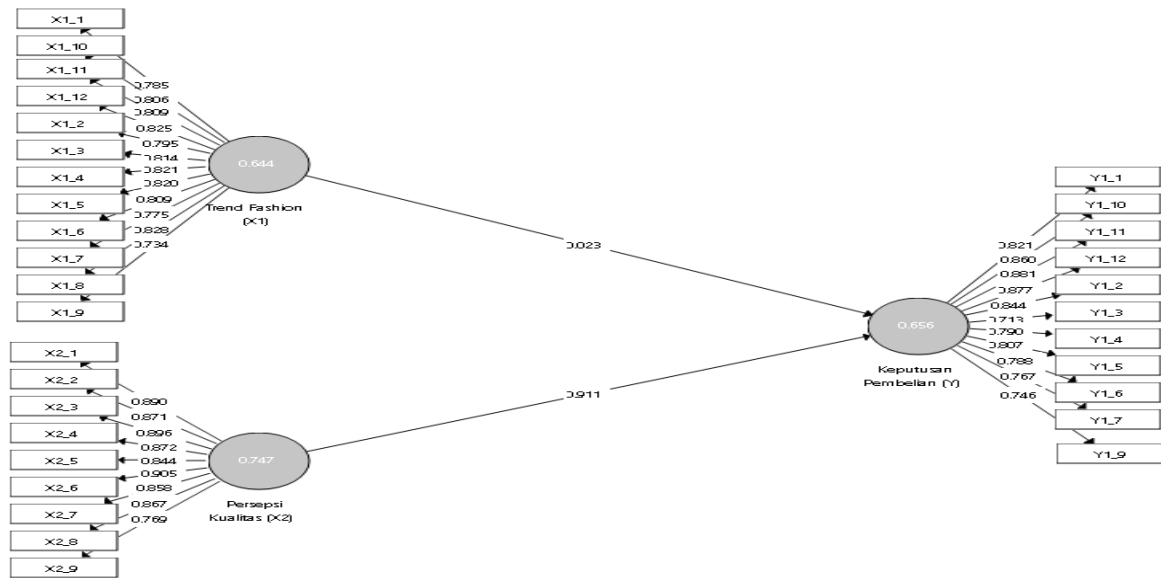 X1_1
X1_10
X1_11
X1_12
X1_2
X1_3
X1_4
X1_5
X1_6
X1_7
X1_8
X1_9
0.785
0.806
0.809
0.825
0.795
0.814
0.821
0.820
0.809
0.775
0.828
0.734
0.644
Trend Fashion
(X1)
X2_1
X2_2
X2_3
X2_4
X2_5
X2_6
X2_7
X2_8
X2_9
0.890
0.871
0.896
0.872
0.844
0.905
0.858
0.867
0.769
0.747
Persepsi
Kualitas (X2)
0.023
0.911
0.656
Keputusan
Pembelian (Y)
0.821
0.860
0.881
0.877
0.844
0.713
0.790
0.807
0.788
0.767
0.746
Y1_1
Y1_10
Y1_11
Y1_12
Y1_2
Y1_3
Y1_4
Y1_5
Y1_6
Y1_7
Y1_9